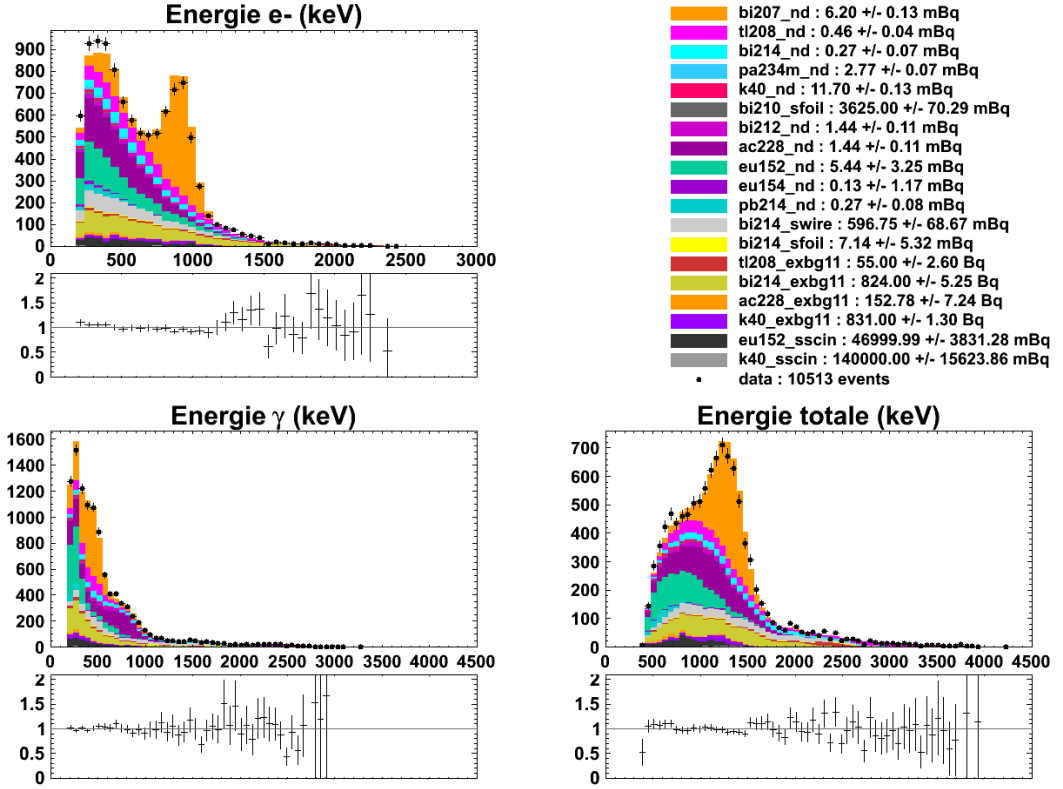 Energie e- (keV)
900
800
700
600
500
400
300
200
100
0
0 500 1000 1500 2000 2500 3000
2
1.5
1
0.5
0
bi207_nd : 6.20 +/- 0.13 mBq
tl208_nd : 0.46 +/- 0.04 mBq
bi214_nd : 0.27 +/- 0.07 mBq
pa234m_nd : 2.77 +/- 0.07 mBq
k40_nd : 11.70 +/- 0.13 mBq
bi210_sfoil : 3625.00 +/- 70.29 mBq
bi212_nd : 1.44 +/- 0.11 mBq
ac228_nd : 1.44 +/- 0.11 mBq
eu152_nd : 5.44 +/- 3.25 mBq
eu154_nd : 0.13 +/- 1.17 mBq
pb214_nd : 0.27 +/- 0.08 mBq
bi214_swire : 596.75 +/- 68.67 mBq
bi214_sfoil : 7.14 +/- 5.32 mBq
tl208_exbg11 : 55.00 +/- 2.60 Bq
bi214_exbg11 : 824.00 +/- 5.25 Bq
ac228_exbg11 : 152.78 +/- 7.24 Bq
k40_exbg11 : 831.00 +/- 1.30 Bq
eu152_sscin : 46999.99 +/- 3831.28 mBq
k40_sscin : 140000.00 +/- 15623.86 mBq
data : 10513 events
Energie γ (keV)
1600
1400
1200
1000
800
600
400
200
0
0 500 1000 1500 2000 2500 3000 3500 4000 4500
2
1.5
1
0.5
0
Energie totale (keV)
700
600
500
400
300
200
100
0
0 500 1000 1500 2000 2500 3000 3500 4000 4500
2
1.5
1
0.5
0